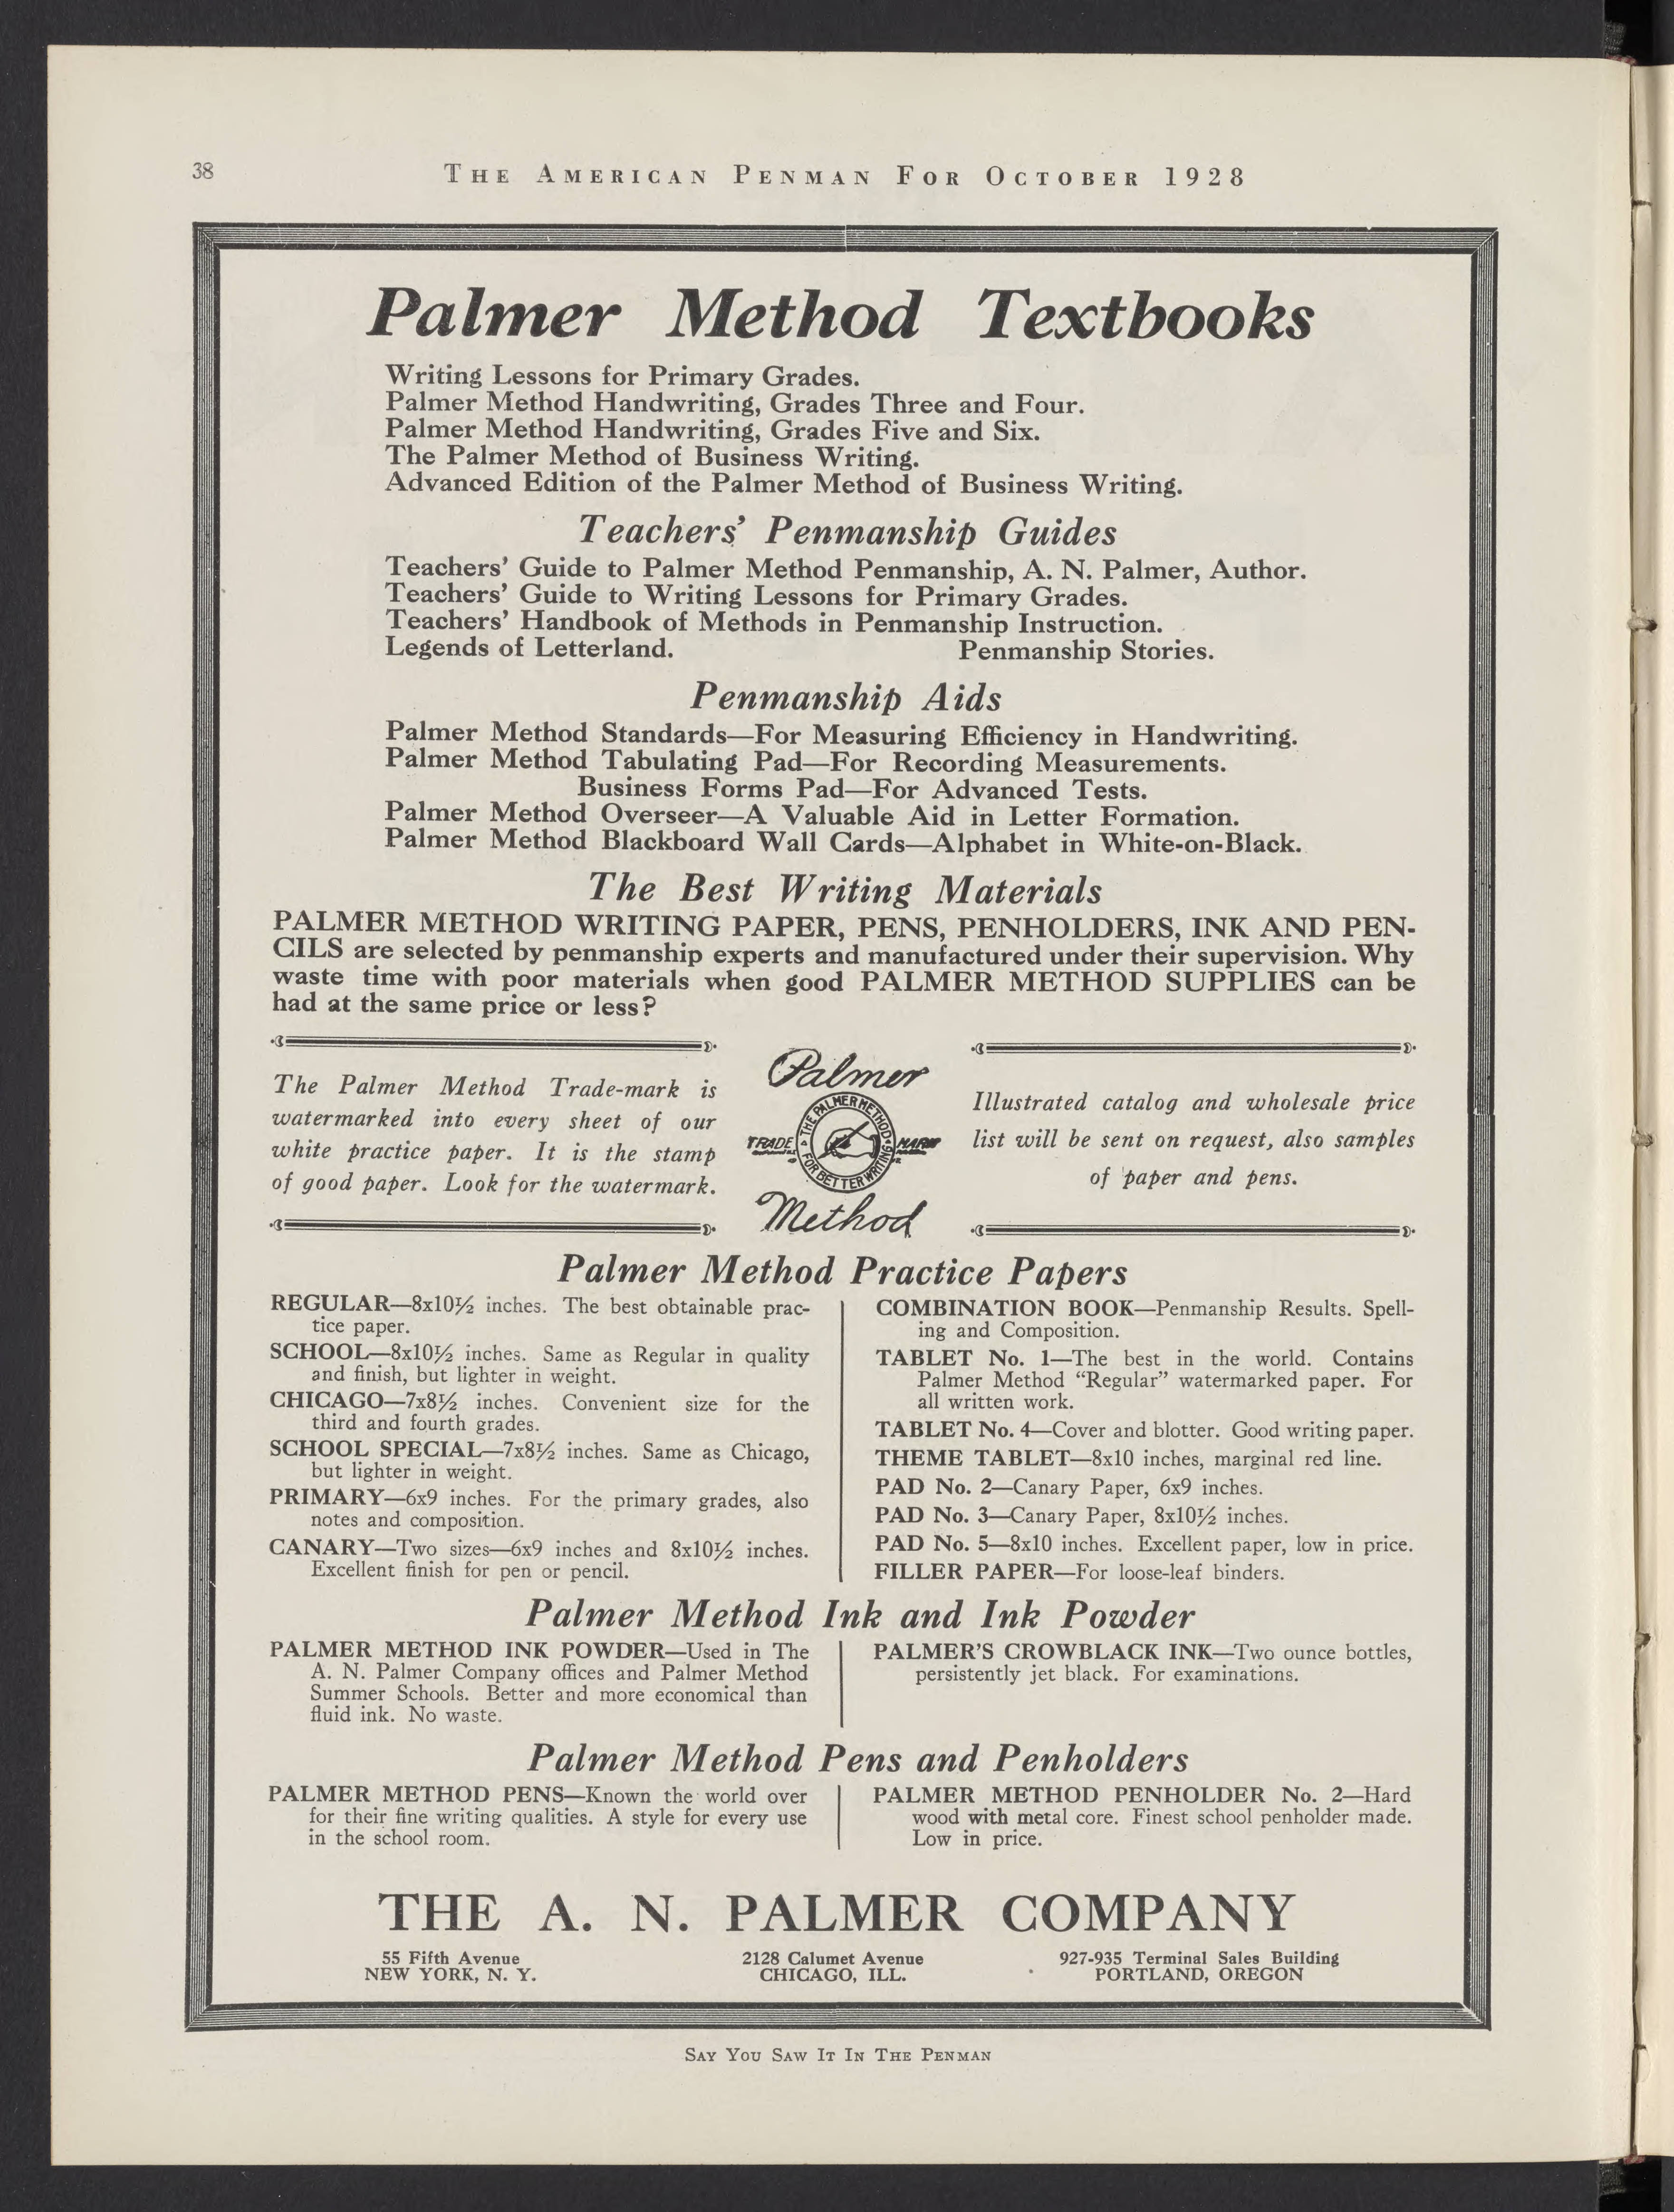 38
The American Penman For October 1928
Palmer Method Textbooks
Writing Lessons for Primary Grades.
Palmer Method Handwriting, Grades Three and Four.
Palmer Method Handwriting, Grades Five and Six.
The Palmer Method of Business Writing.
Advanced Edition of the Palmer Method of Business Writing.
Teachers' Penmanship Guides
Teachers' Guide to Palmer Method Penmanship, A. N. Palmer, Author.
Teachers' Guide to Writing Lessons for Primary Grades.
Teachers' Handbook of Methods in Penmanship Instruction.
Legends of Letterland. Penmanship Stories.
Penmanship Aids
Palmer Method Standards—For Measuring Efficiency in Handwriting.
Palmer Method Tabulating Pad—For Recording Measurements.
Business Forms Pad—For Advanced Tests.
Palmer Method Overseer—A Valuable Aid in Letter Formation.
Palmer Method Blackboard Wall Cards—Alphabet in White-on-Black.
The Best Writing Materials
PALMER METHOD WRITING PAPER, PENS, PENHOLDERS, INK AND PEN-
CILS are selected by penmanship experts and manufactured under their supervision. Why
waste time with poor materials when good PALMER METHOD SUPPLIES can be
had at the same price or less?
The Palmer Method Trade-mark is
watermarked into every sheet of our
white practice paper. It is the stamp
of good paper. Look for the watermark.
Palmer
THE PALMER METHOD
TRADE MARK
FOR BETTER WRITING
Method
Illustrated catalog and wholesale price
list will be sent on request, also samples
of paper and pens.
Palmer Method Practice Papers
REGULAR—8x10½ inches. The best obtainable prac-
tice paper.
SCHOOL—8x10½ inches. Same as Regular in quality
and finish, but lighter in weight.
CHICAGO—7x8½ inches. Convenient size for the
third and fourth grades.
SCHOOL SPECIAL—7x8½ inches. Same as Chicago,
but lighter in weight.
PRIMARY—6x9 inches. For the primary grades, also
notes and composition.
CANARY—Two sizes—6x9 inches and 8x10½ inches.
Excellent finish for pen or pencil.
COMBINATION BOOK—Penmanship Results. Spell-
ing and Composition.
TABLET No. 1—The best in the world. Contains
Palmer Method "Regular" watermarked paper. For
all written work.
TABLET No. 4—Cover and blotter. Good writing paper.
THEME TABLET—8x10 inches, marginal red line.
PAD No. 2—Canary Paper, 6x9 inches.
PAD No. 3—Canary Paper, 8x10½ inches.
PAD No. 5—8x10 inches. Excellent paper, low in price.
FILLER PAPER—For loose-leaf binders.
Palmer Method Ink and Ink Powder
PALMER METHOD INK POWDER—Used in The
A. N. Palmer Company offices and Palmer Method
Summer Schools. Better and more economical than
fluid ink. No waste.
PALMER'S CROWBLACK INK—Two ounce bottles,
persistently jet black. For examinations.
Palmer Method Pens and Penholders
PALMER METHOD PENS—Known the world over
for their fine writing qualities. A style for every use
in the school room.
PALMER METHOD PENHOLDER No. 2—Hard
wood with metal core. Finest school penholder made.
Low in price.
THE A. N. PALMER COMPANY
55 Fifth Avenue
NEW YORK, N. Y.
2128 Calumet Avenue
CHICAGO, ILL.
927-935 Terminal Sales Building
PORTLAND, OREGON
Say You Saw It In The Penman